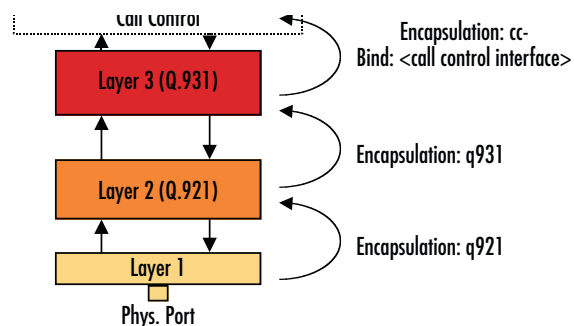 Call Control
Encapsulation: cc-
Bind: <call control interface>
Layer 3 (Q.931)
Encapsulation: q931
Layer 2 (Q.921)
Encapsulation: q921
Layer 1
Phys. Port